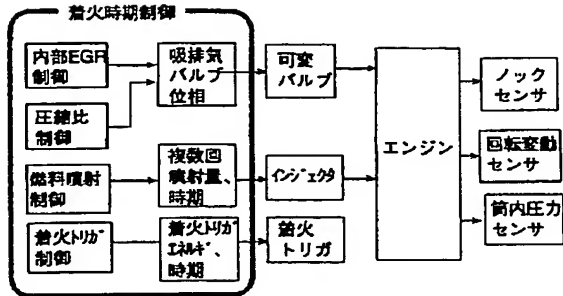 着火時期制御
内部EGR
制御
吸排気
バルブ
位相
可変
バルブ
圧縮比
制御
燃料噴射
制御
複数回
噴射量、
時期
インジェクタ
着火トリガ
制御
着火トリガ
エネルギ、
時期
着火
トリガ
エンジン
ノック
センサ
回転変動
センサ
筒内圧力
センサ